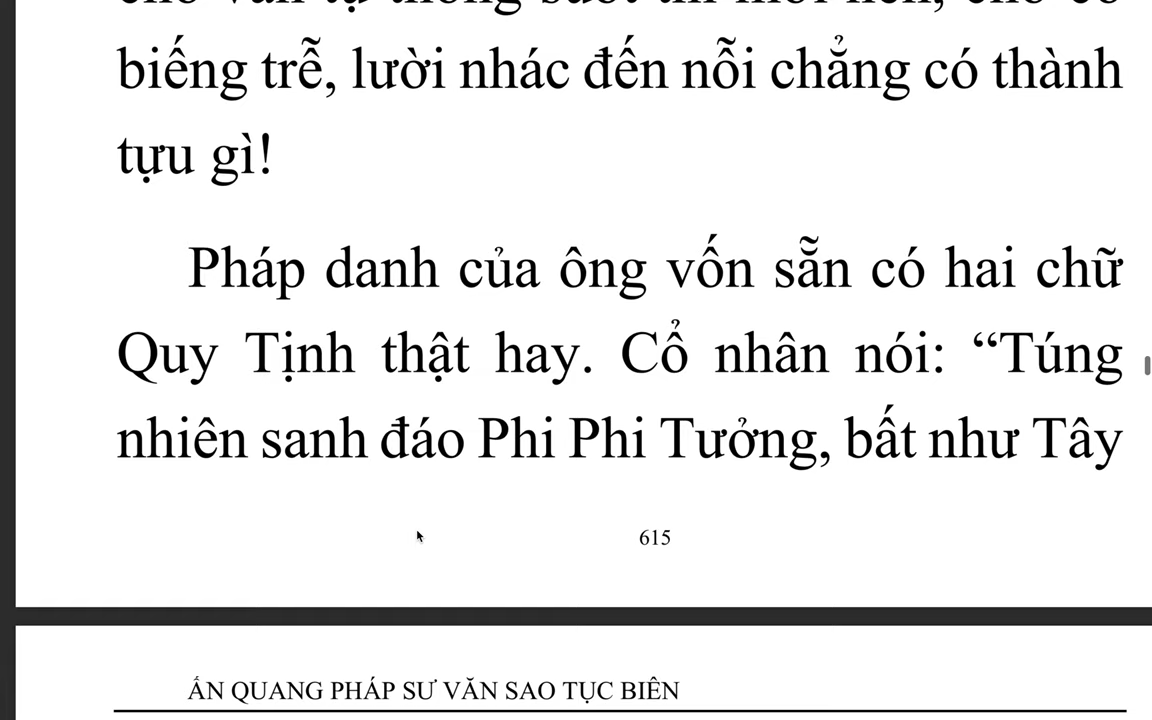 biếng trễ, lười nhác đến nỗi chẳng có thành
tựu gì!
Pháp danh của ông vốn sẵn có hai chữ
Quy Tịnh thật hay. Cổ nhân nói: “Túng
nhiên sanh đáo Phi Phi Tưởng, bất như Tây
615
ẤN QUANG PHÁP SƯ VĂN SAO TỤC BIÊN